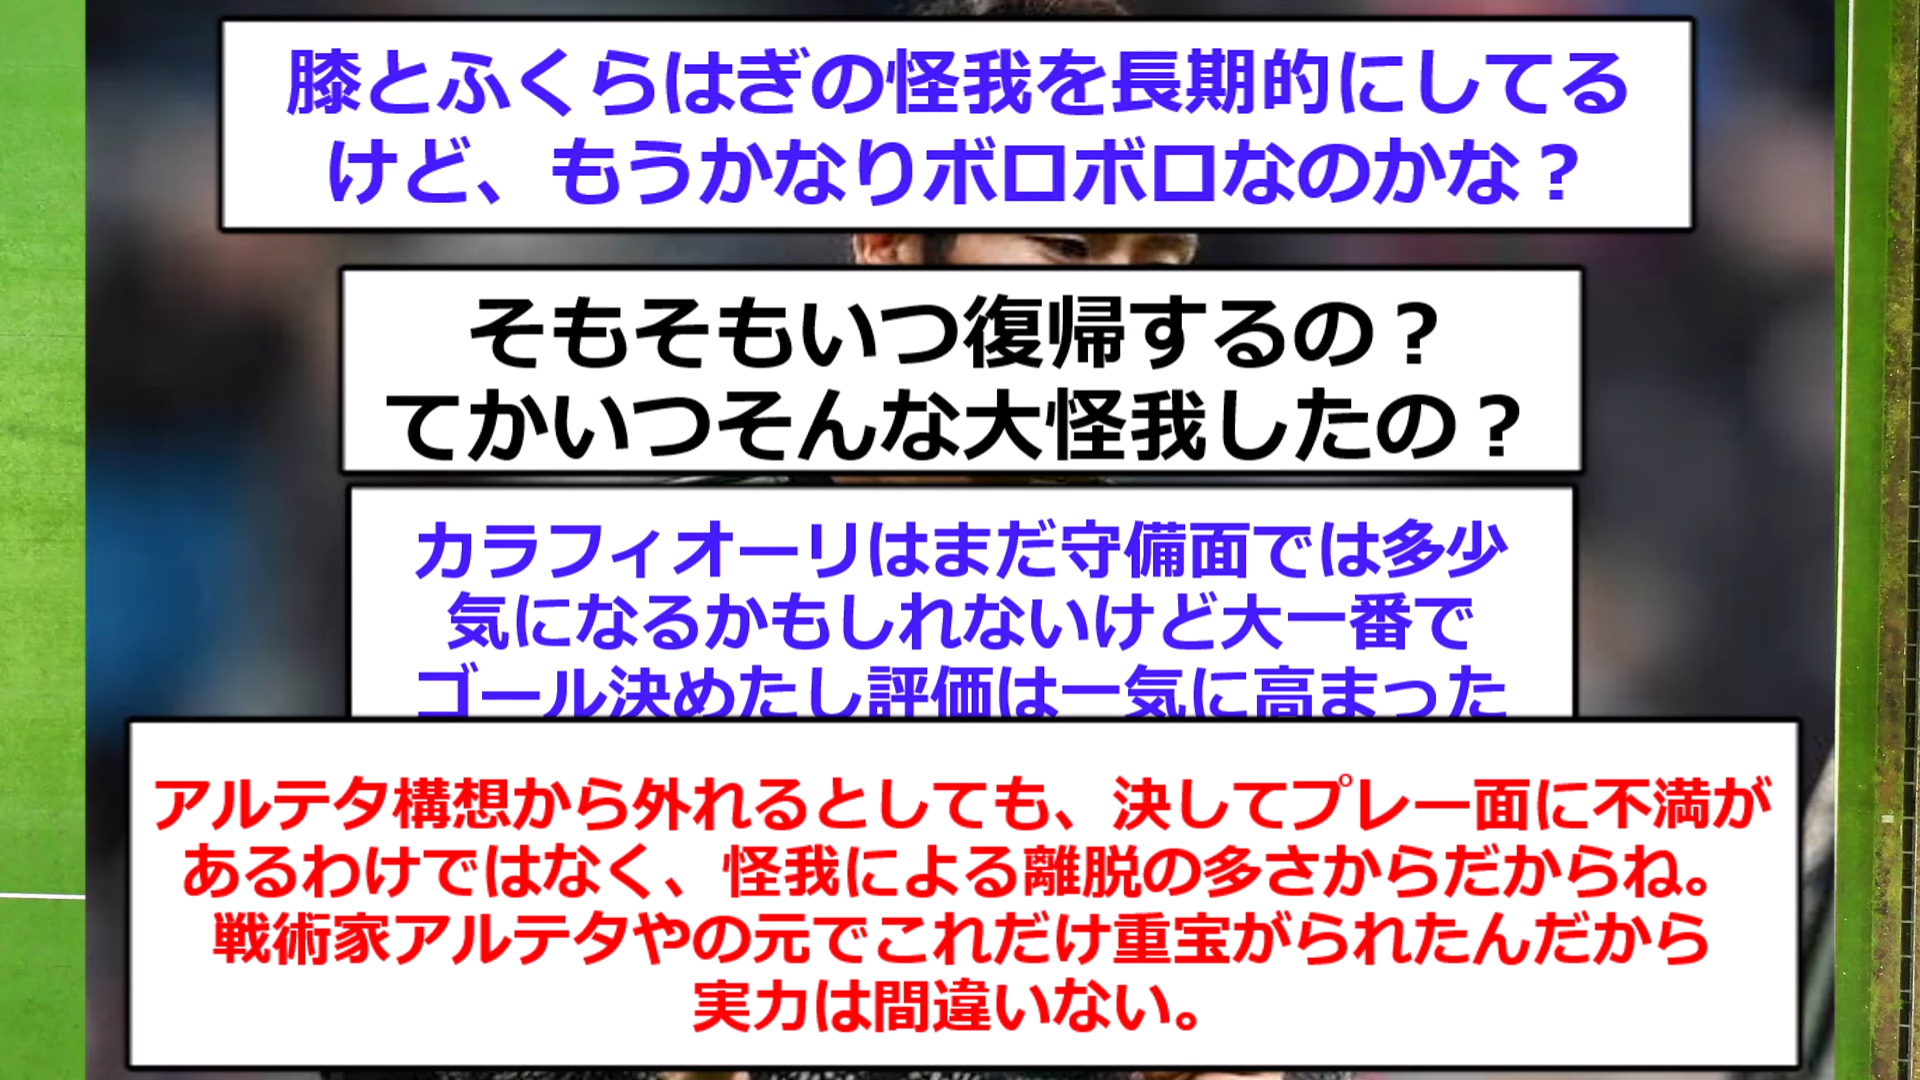 膝とふくらはぎの怪我を長期的にしてる
けど、もうかなりボロボロなのかな？
そもそもいつ復帰するの？
てかいつそんな大怪我したの？
カラフィオーリはまだ守備面では多少
気になるかもしれないけど大一番で
ゴール決めたし評価は一気に高まった
アルテタ構想から外れるとしても、決してプレー面に不満が
あるわけではなく、怪我による離脱の多さからだからね。
戦術家アルテタやの元でこれだけ重宝がられたんだから
実力は間違いない。